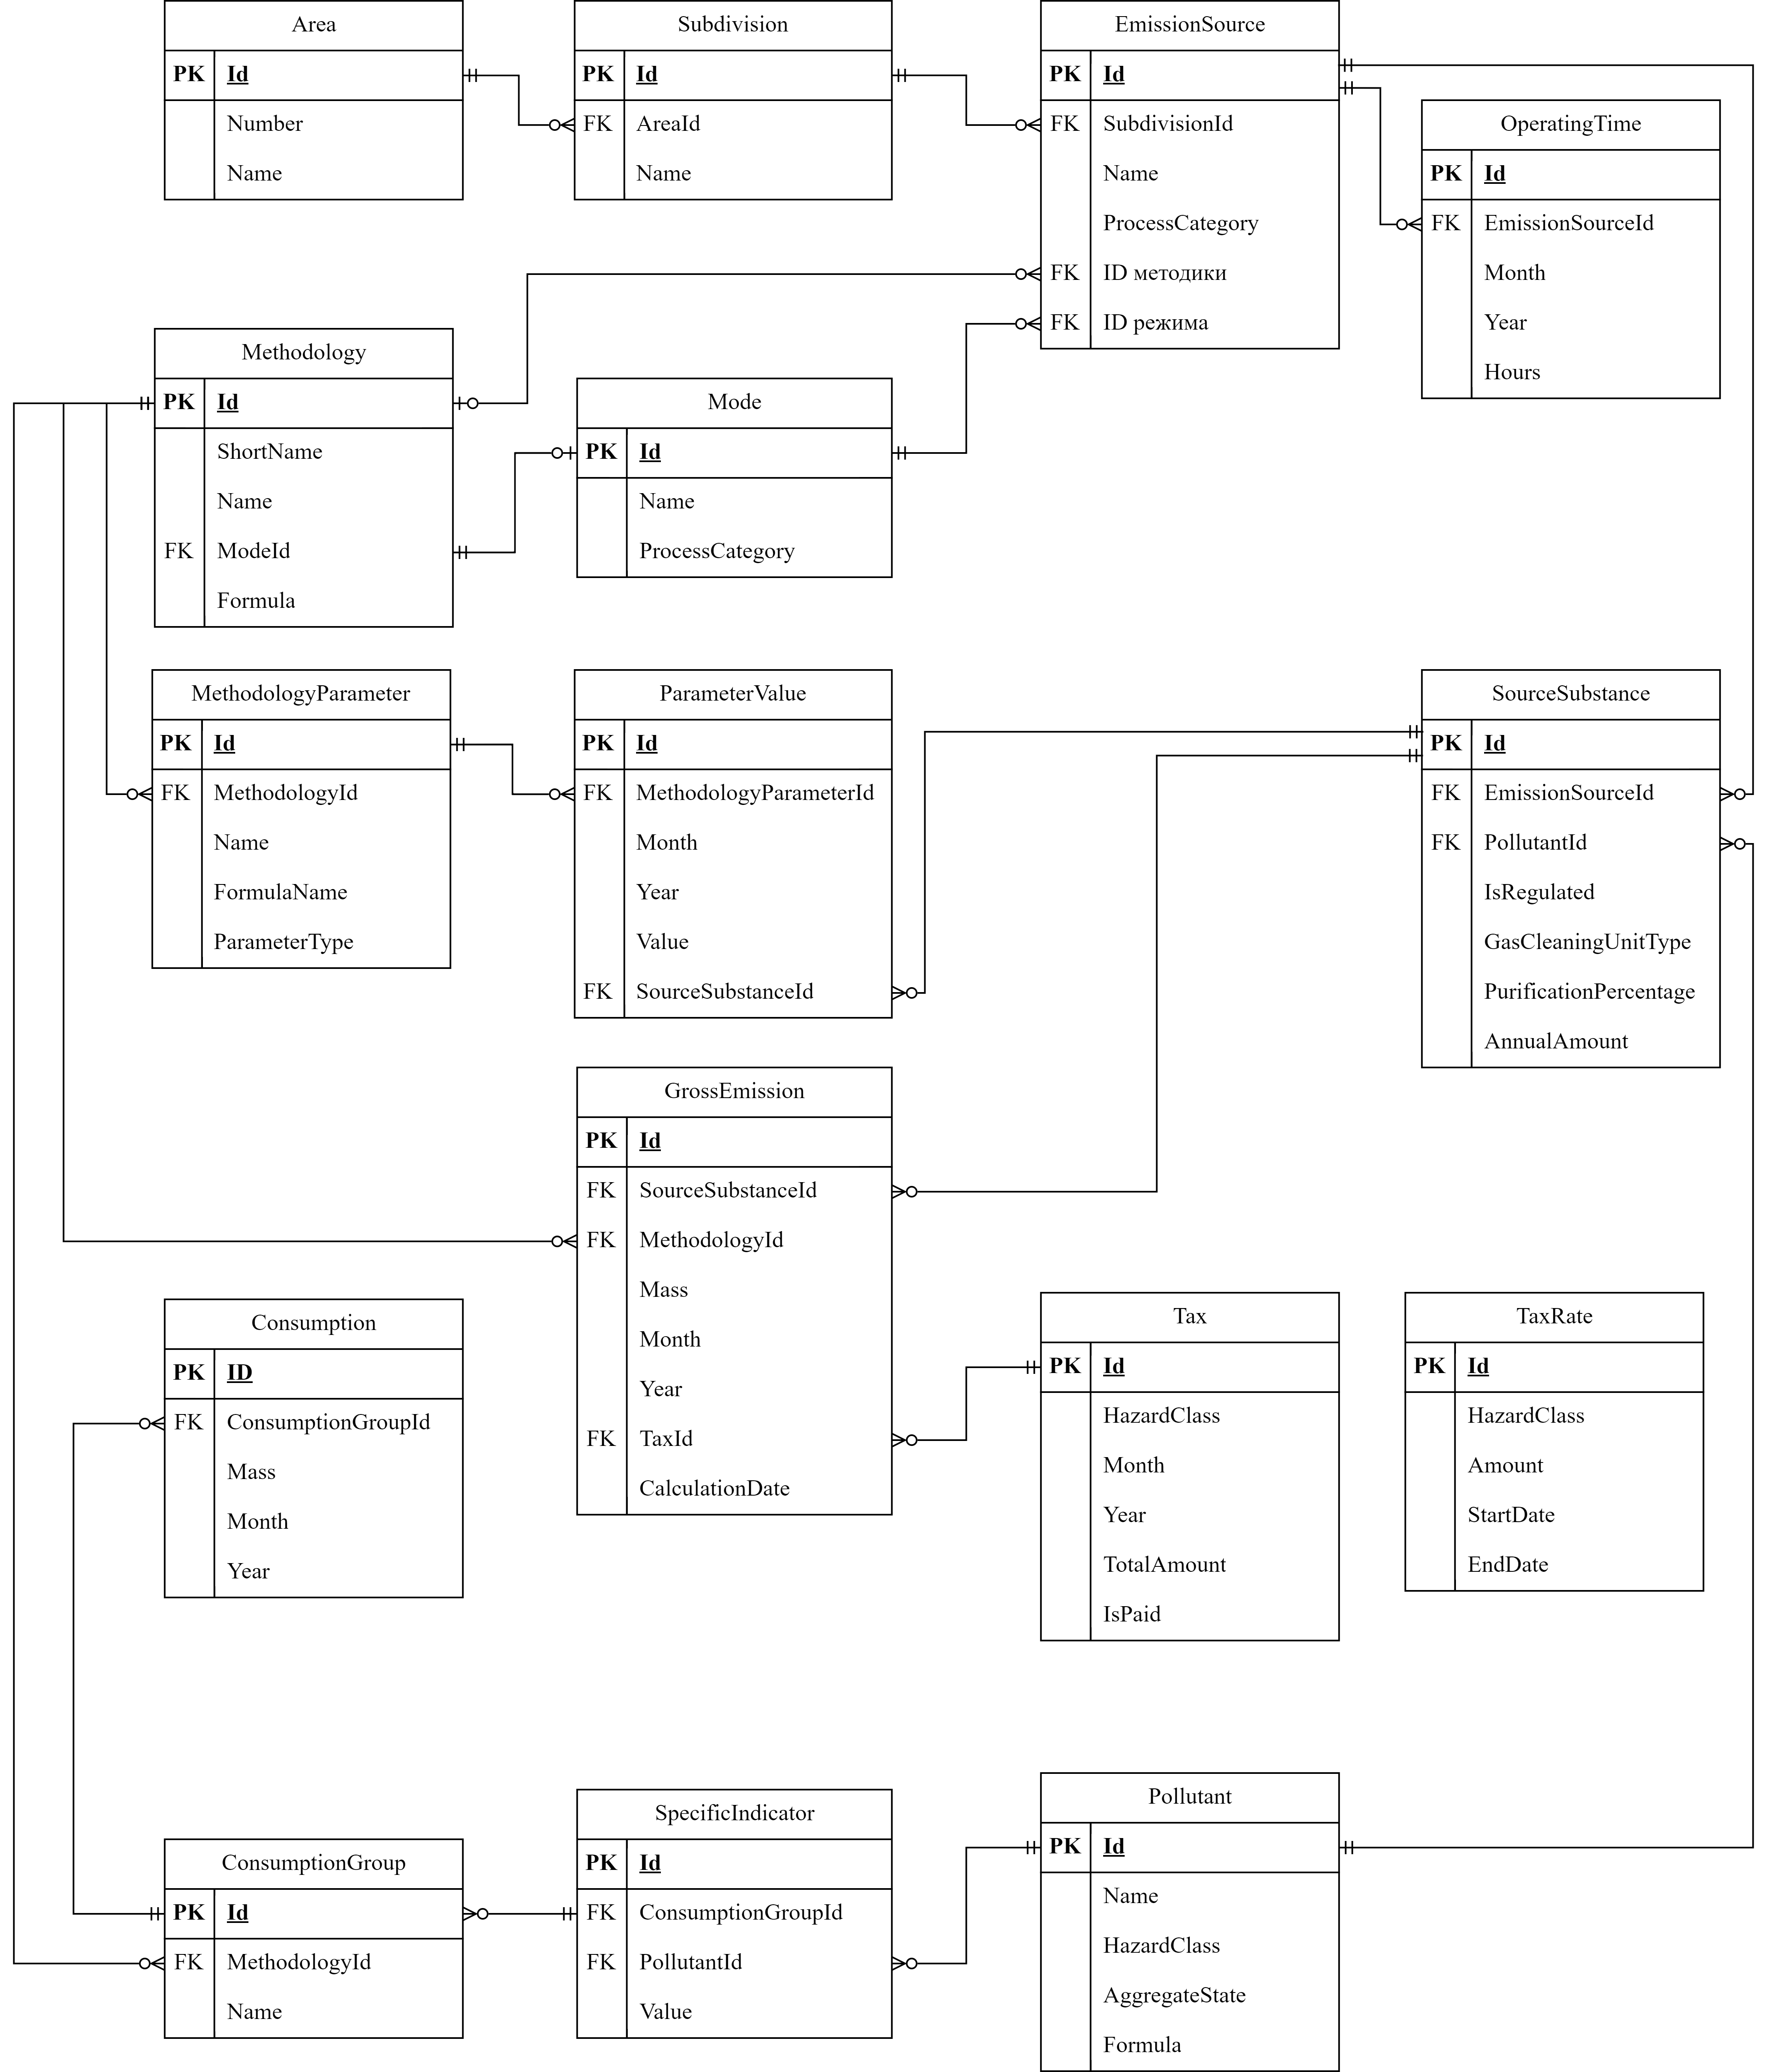 Area
PK Id
Number
Name
Subdivision
PK Id
FK AreaId
Name
EmissionSource
PK Id
FK SubdivisionId
Name
ProcessCategory
FK ID методики
FK ID режима
OperatingTime
PK Id
FK EmissionSourceId
Month
Year
Hours
Methodology
PK Id
ShortName
Name
FK ModeId
Formula
Mode
PK Id
Name
ProcessCategory
MethodologyParameter
PK Id
FK MethodologyId
Name
FormulaName
ParameterType
ParameterValue
PK Id
FK MethodologyParameterId
Month
Year
Value
FK SourceSubstanceId
SourceSubstance
PK Id
FK EmissionSourceId
FK PollutantId
IsRegulated
GasCleaningUnitType
PurificationPercentage
AnnualAmount
GrossEmission
PK Id
FK SourceSubstanceId
FK MethodologyId
Mass
Month
Year
FK TaxId
CalculationDate
Consumption
PK ID
FK ConsumptionGroupId
Mass
Month
Year
Tax
PK Id
HazardClass
Month
Year
TotalAmount
IsPaid
TaxRate
PK Id
HazardClass
Amount
StartDate
EndDate
ConsumptionGroup
PK Id
FK MethodologyId
Name
SpecificIndicator
PK Id
FK ConsumptionGroupId
FK PollutantId
Value
Pollutant
PK Id
Name
HazardClass
AggregateState
Formula